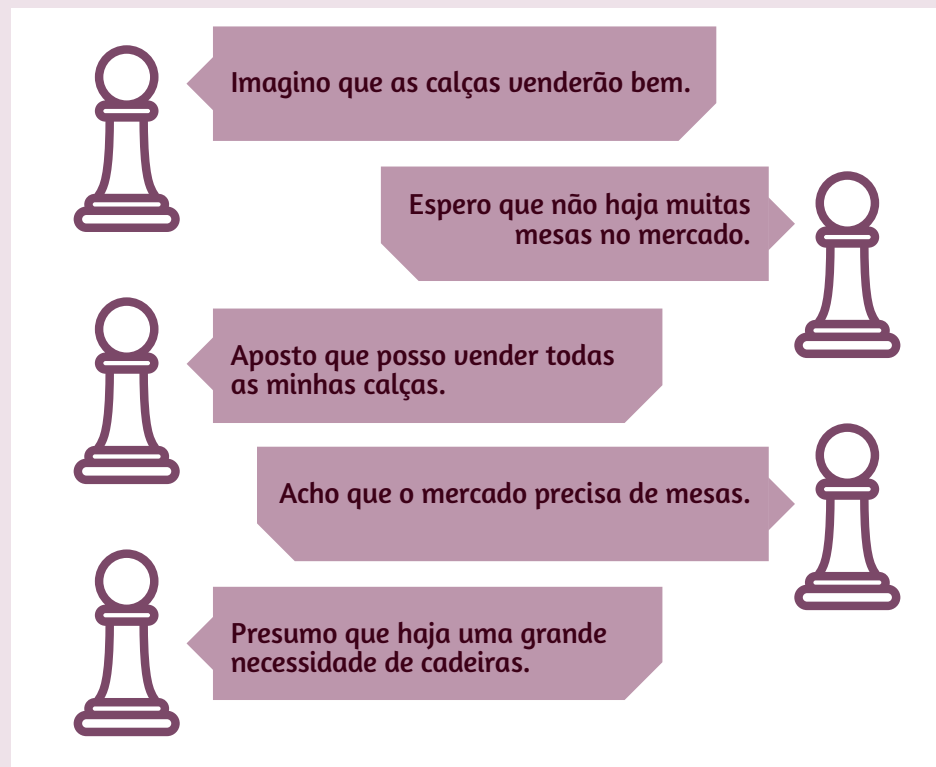 Imagino que as calças venderão bem.
Espero que não haja muitas
mesas no mercado.
Aposto que posso vender todas
as minhas calças.
Acho que o mercado precisa de mesas.
Presumo que haja uma grande
necessidade de cadeiras.